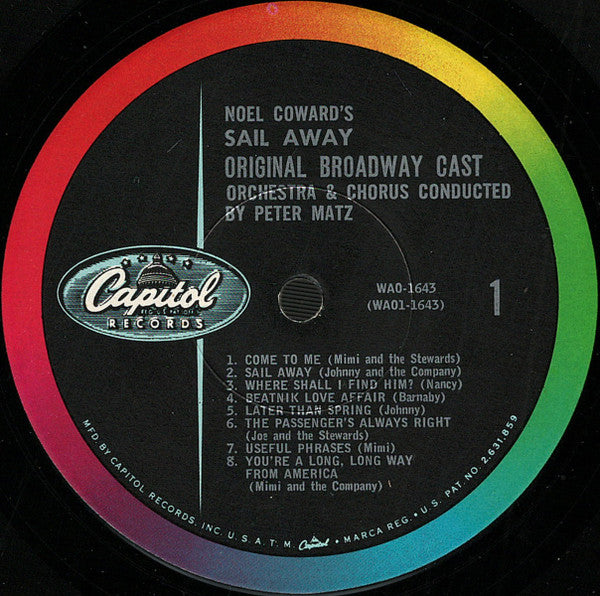 NOEL COWARD'S
SAIL AWAY
ORIGINAL BROADWAY CAST
ORCHESTRA & CHORUS CONDUCTED
BY PETER MATZ
Capitol
REG. U.S. PAT. OFF.
RECORDS
WAO-1643
(WAO1-1643)
1
1. COME TO ME (Mimi and the Stewards)
2. SAIL AWAY (Johnny and the Company)
3. WHERE SHALL I FIND HIM? (Nancy)
4. BEATNIK LOVE AFFAIR (Barnaby)
5. LATER THAN SPRING (Johnny)
6. THE PASSENGER'S ALWAYS RIGHT
(Joe and the Stewards)
7. USEFUL PHRASES (Mimi)
8. YOU'RE A LONG, LONG WAY
FROM AMERICA
(Mimi and the Company)
MFD. BY CAPITOL RECORDS, INC. U.S.A. T.M. Capitol • MARCA REG. • U.S. PAT. NO. 2,631,859